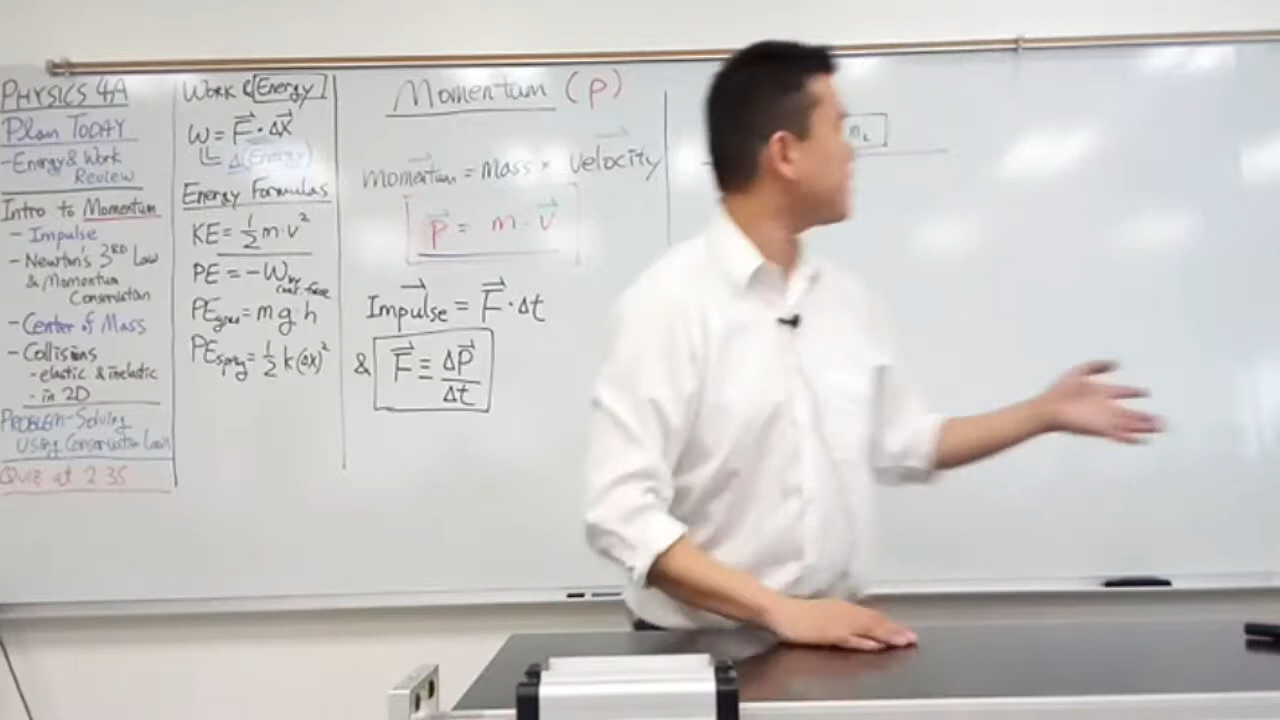 PHYSICS 4A
Plan TODAY
- Energy & Work
Review
Intro to Momentum
- Impulse
- Newton's 3RD Law
& Momentum
Conservation
- Center of Mass
- Collisions
- elastic & inelastic
- in 2D
PROBLEM-Solving
Using Conservation Laws
QUIZ at 2:35
Work & Energy
W = F⃗ · Δx⃗
Δ(Energy)
Energy Formulas
KE = ½ m·v²
PE = -W by
PEgrav = m g h
PEspring = ½ k(Δx)²
Momentum (p)
momentum⃗ = mass × velocity⃗
p⃗ = m · v⃗
Impulse⃗ = F⃗ · Δt
& F⃗ ≡ Δp⃗/Δt
m₂